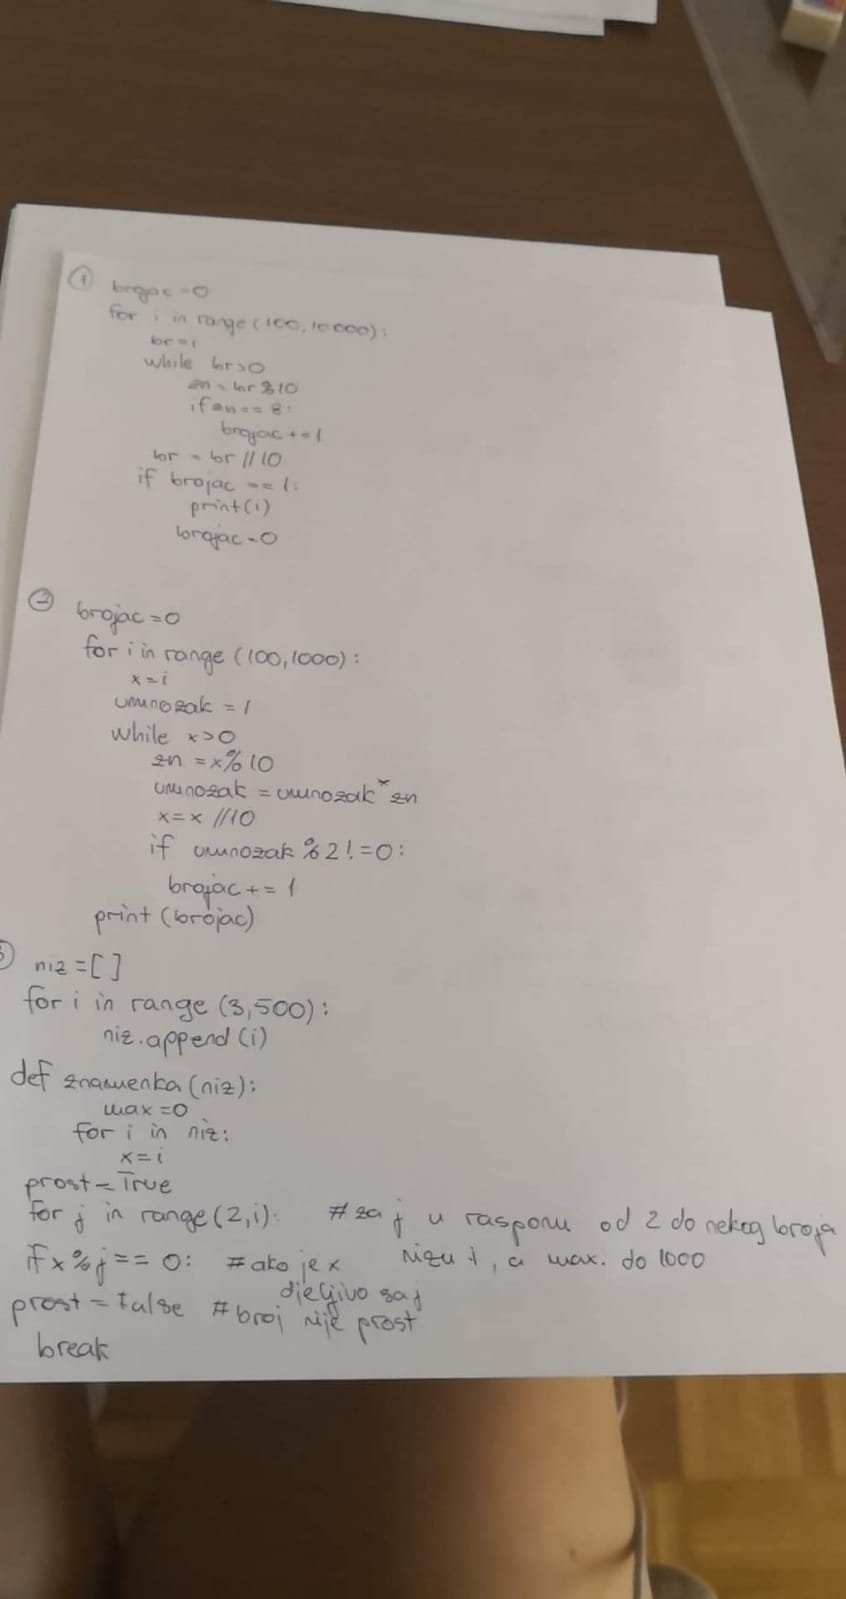 ① brojac=0
for i in range(100,10000):
br=i
while br>0
zn=br%10
if zn==8:
brojac+=1
br=br//10
if brojac==1:
print(i)
brojac=0
② brojac=0
for i in range(100,1000):
x=i
umnozak=1
while x>0
zn=x%10
umnozak=umnozak*zn
x=x//10
if umnozak%2!=0:
brojac+=1
print(brojac)
niz=[]
for i in range(3,500):
niz.append(i)
def znamenka(niz):
max=0
for i in niz:
x=i
prost=True
for j in range(2,i): #za j u rasponu od 2 do nekog broja
if x%j==0: #ako je x nizu i, a max. do 1000
djeljivo sa j
prost=false #broj nije prost
break